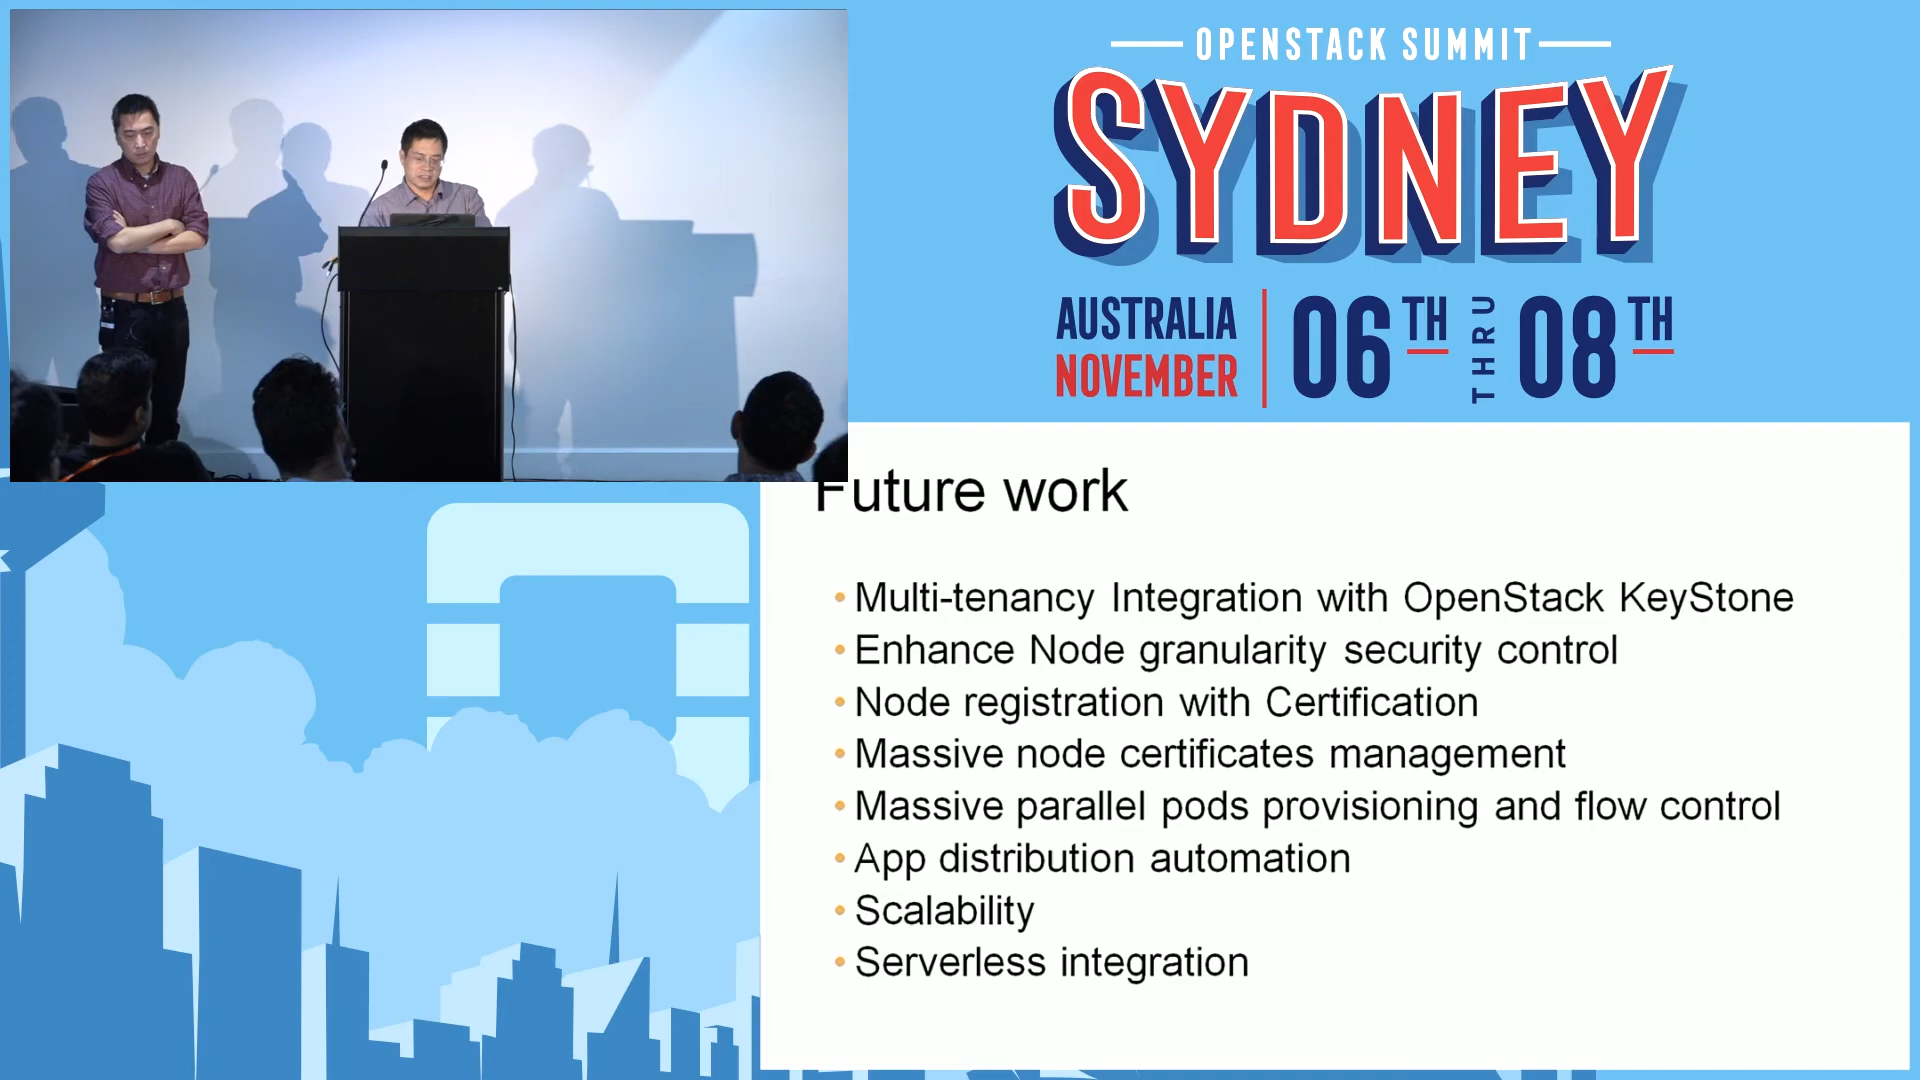 OPENSTACK SUMMIT
SYDNEY
AUSTRALIA
NOVEMBER
06TH THRU 08TH
Future work
• Multi-tenancy Integration with OpenStack KeyStone
• Enhance Node granularity security control
• Node registration with Certification
• Massive node certificates management
• Massive parallel pods provisioning and flow control
• App distribution automation
• Scalability
• Serverless integration